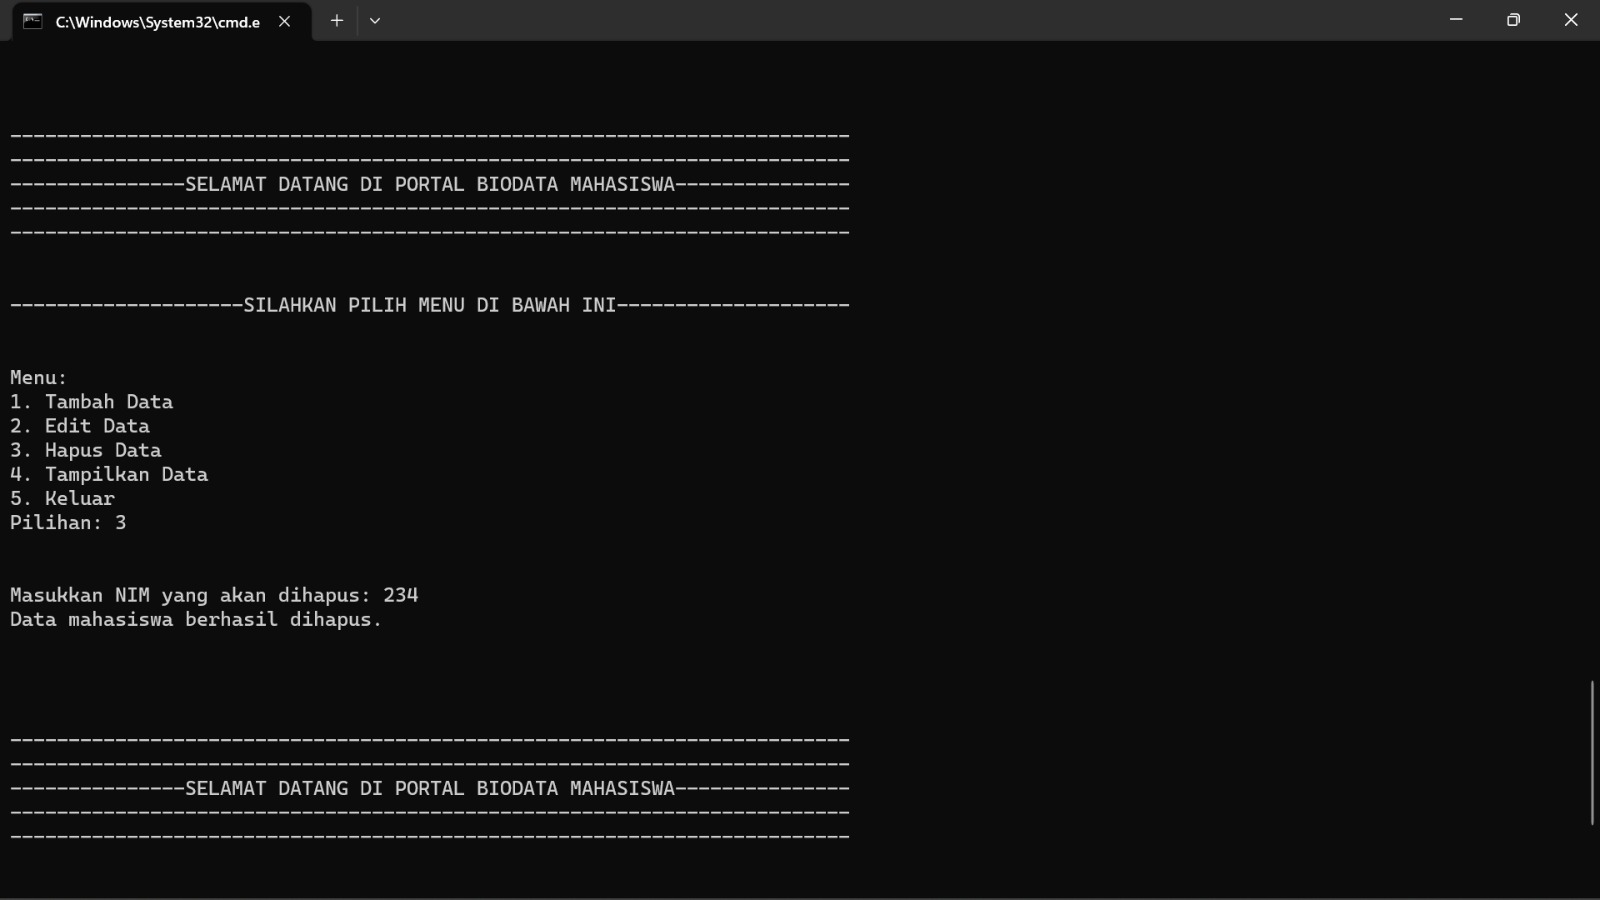 C:\Windows\System32\cmd.e
------------------------------------------------------------------------
------------------------------------------------------------------------
---------------SELAMAT DATANG DI PORTAL BIODATA MAHASISWA---------------
------------------------------------------------------------------------
------------------------------------------------------------------------
--------------------SILAHKAN PILIH MENU DI BAWAH INI--------------------
Menu:
1. Tambah Data
2. Edit Data
3. Hapus Data
4. Tampilkan Data
5. Keluar
Pilihan: 3
Masukkan NIM yang akan dihapus: 234
Data mahasiswa berhasil dihapus.
------------------------------------------------------------------------
------------------------------------------------------------------------
---------------SELAMAT DATANG DI PORTAL BIODATA MAHASISWA---------------
------------------------------------------------------------------------
------------------------------------------------------------------------